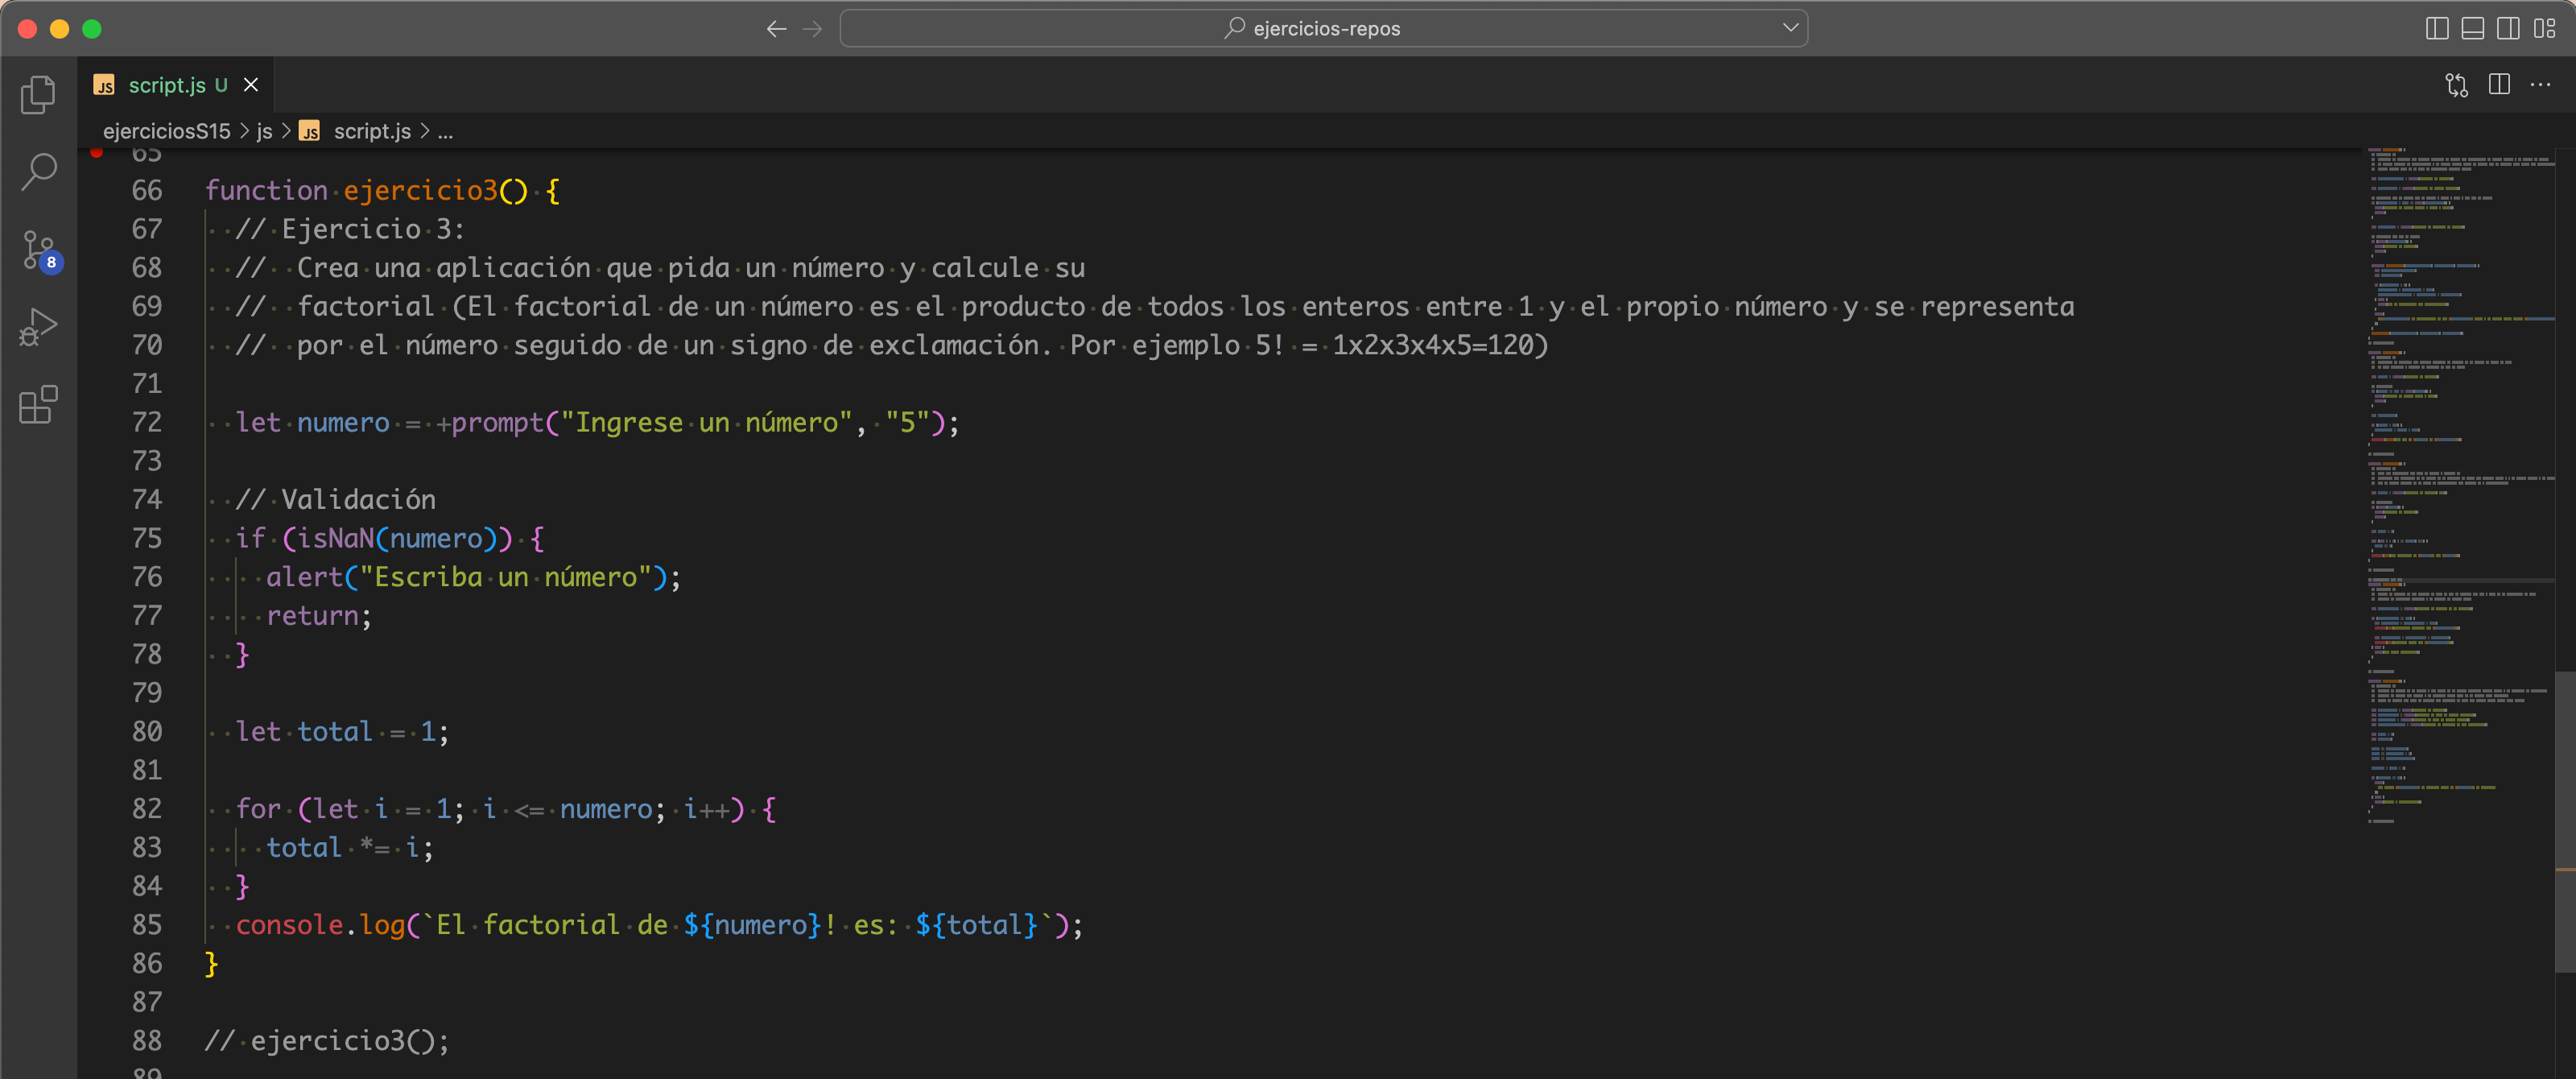 ejercicios-repos
JS script.js U
ejerciciosS15 > js > JS script.js > ...
8
65
66 function ejercicio3() {
67 // Ejercicio 3:
68 // Crea una aplicación que pida un número y calcule su
69 // factorial (El factorial de un número es el producto de todos los enteros entre 1 y el propio número y se representa
70 // por el número seguido de un signo de exclamación. Por ejemplo 5! = 1x2x3x4x5=120)
71
72 let numero = +prompt("Ingrese un número", "5");
73
74 // Validación
75 if (isNaN(numero)) {
76 alert("Escriba un número");
77 return;
78 }
79
80 let total = 1;
81
82 for (let i = 1; i <= numero; i++) {
83 total *= i;
84 }
85 console.log(`El factorial de ${numero}! es: ${total}`);
86 }
87
88 // ejercicio3();
89